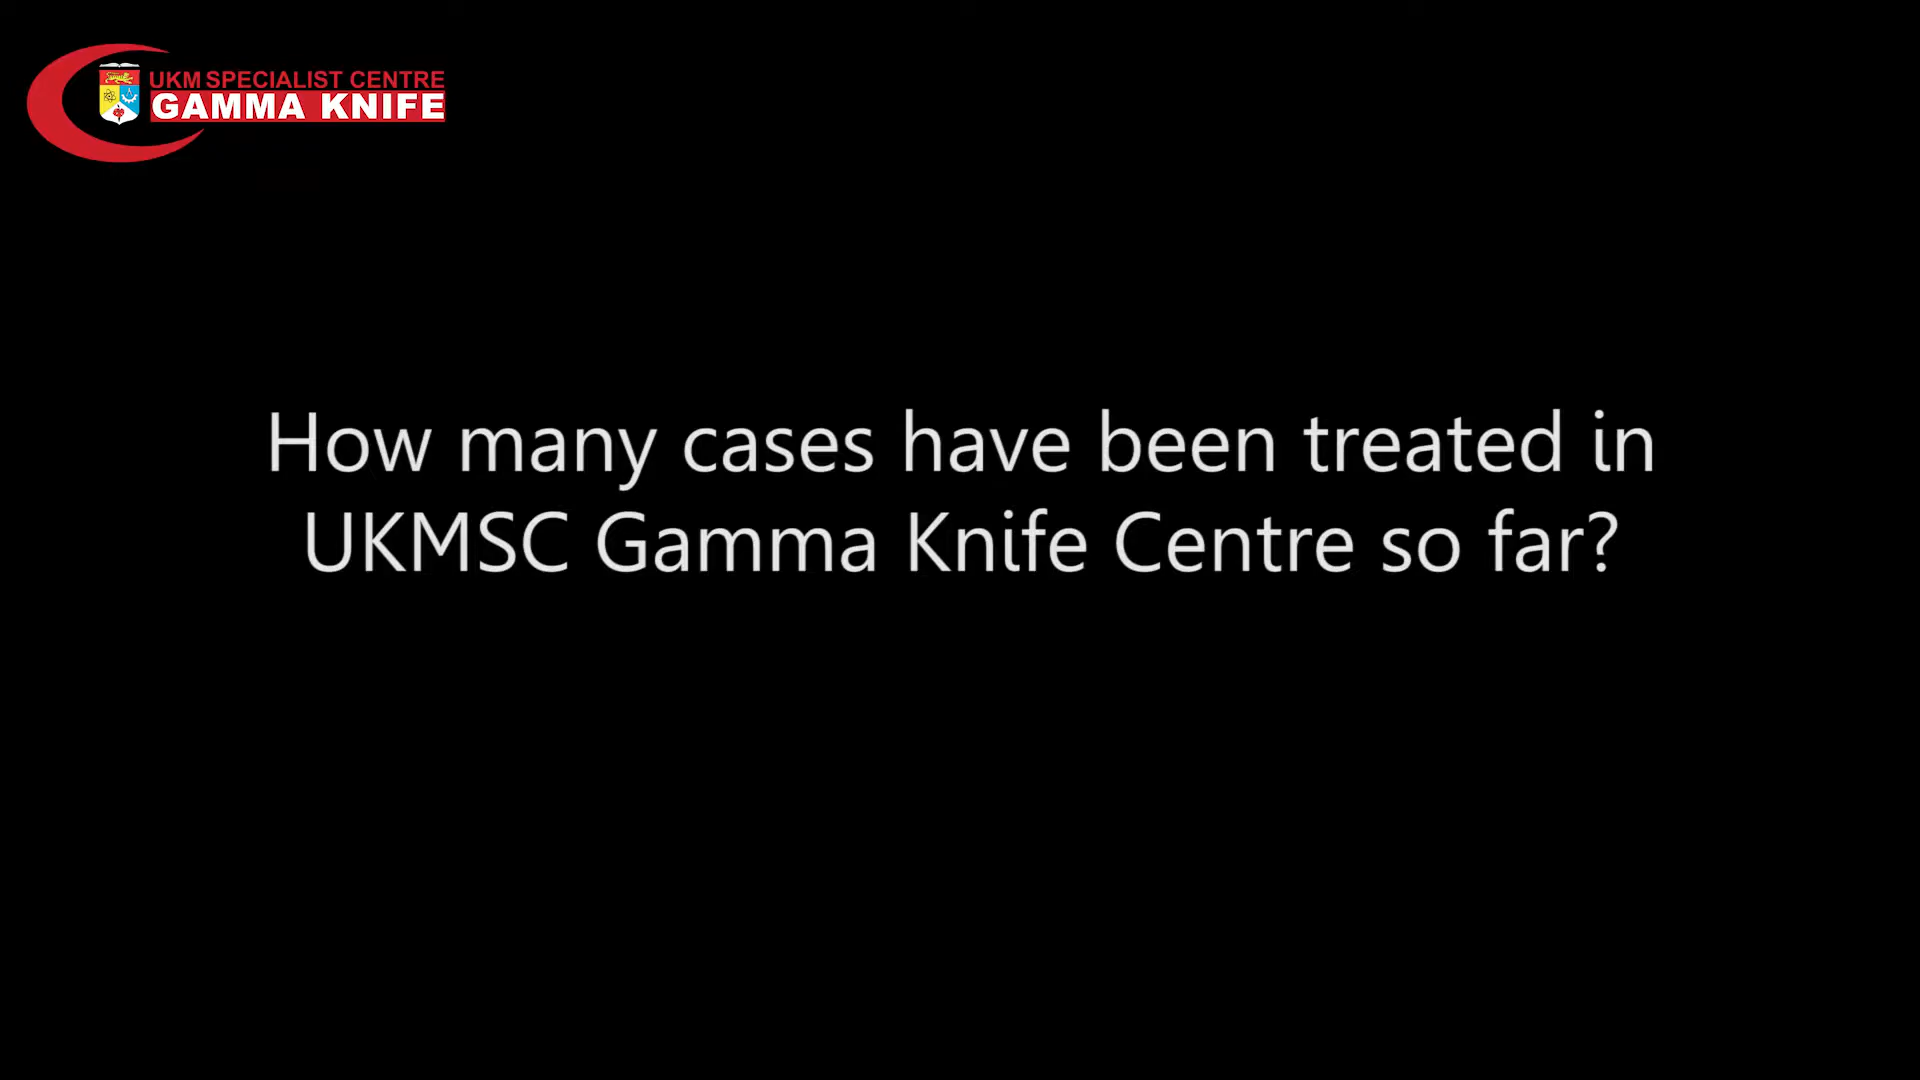 UKM SPECIALIST CENTRE
GAMMA KNIFE
How many cases have been treated in
UKMSC Gamma Knife Centre so far?